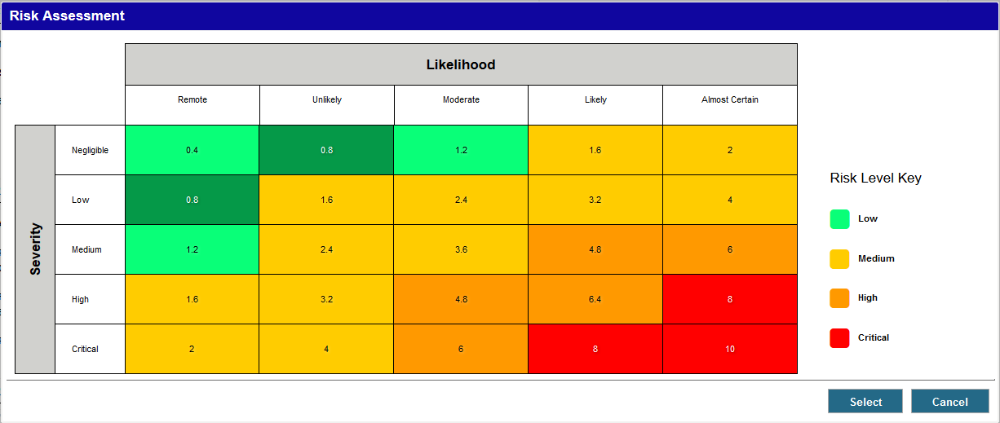 Risk Assessment
Likelihood
Remote Unlikely Moderate Likely Almost Certain
Severity
Negligible 0.4 0.8 1.2 1.6 2
Low 0.8 1.6 2.4 3.2 4
Medium 1.2 2.4 3.6 4.8 6
High 1.6 3.2 4.8 6.4 8
Critical 2 4 6 8 10
Risk Level Key
Low
Medium
High
Critical
Select Cancel